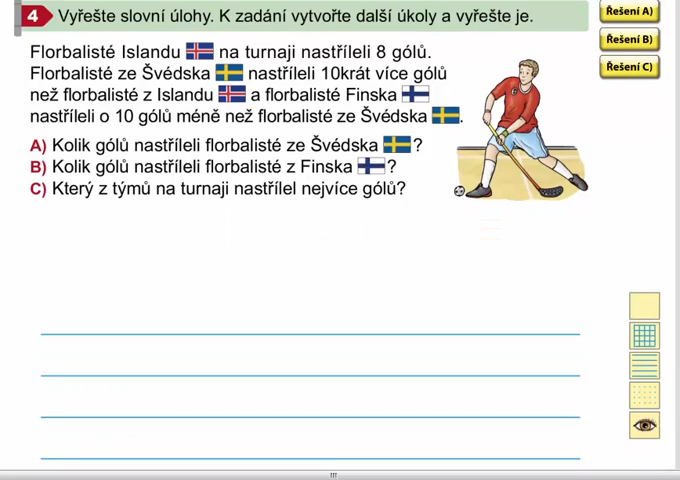 4 Vyřešte slovní úlohy. K zadání vytvořte další úkoly a vyřešte je.
Řešení A)
Řešení B)
Řešení C)
Florbalisté Islandu na turnaji nastříleli 8 gólů.
Florbalisté ze Švédska nastříleli 10krát více gólů
než florbalisté z Islandu a florbalisté Finska
nastříleli o 10 gólů méně než florbalisté ze Švédska .
A) Kolik gólů nastříleli florbalisté ze Švédska ?
B) Kolik gólů nastříleli florbalisté z Finska ?
C) Který z týmů na turnaji nastřílel nejvíce gólů?